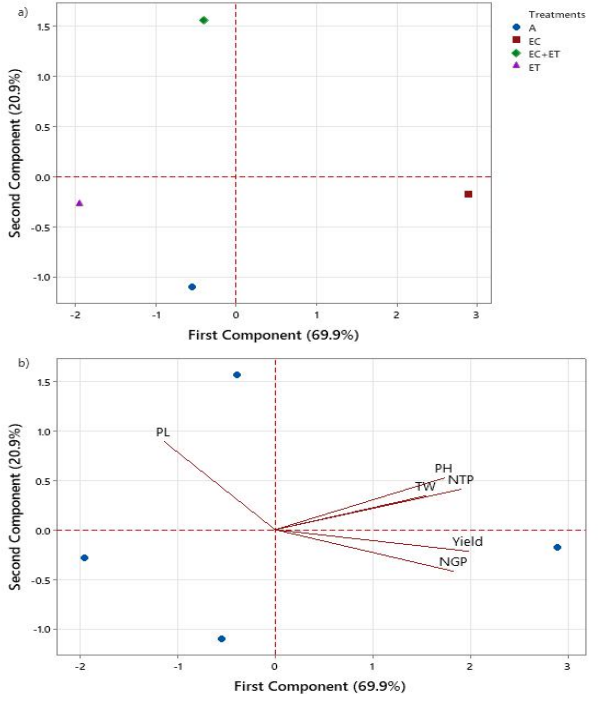 a)
Treatments
A
EC
EC+ET
ET
1.5
1.0
0.5
0.0
-0.5
-1.0
Second Component (20.9%)
-2 -1 0 1 2 3
First Component (69.9%)
b)
1.5
1.0
0.5
0.0
-0.5
-1.0
Second Component (20.9%)
PL
PH
NTP
TW
Yield
NGP
-2 -1 0 1 2 3
First Component (69.9%)